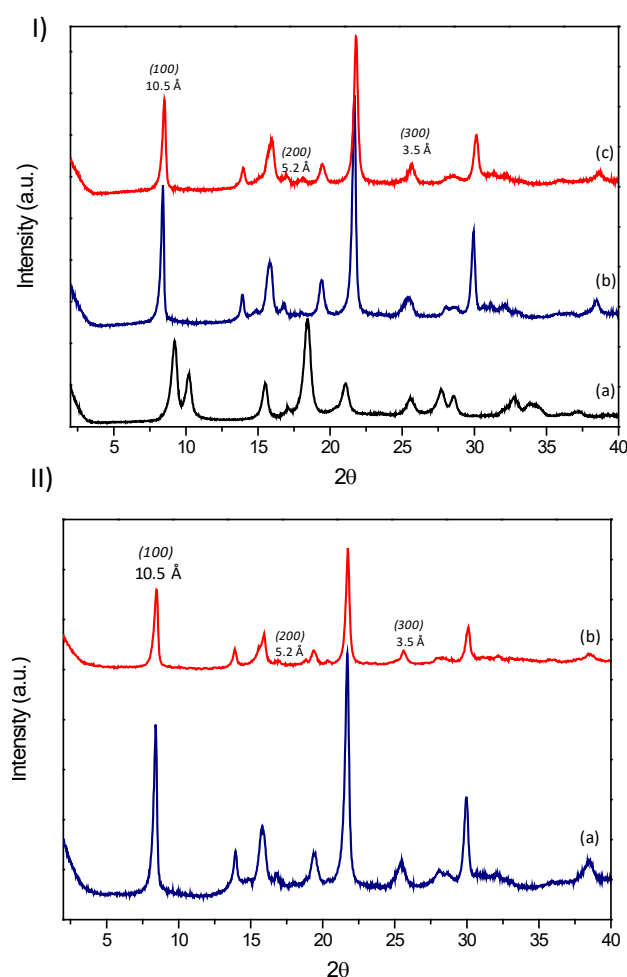 I)
(100)
10.5 Å
(200)
5.2 Å
(300)
3.5 Å
(c)
(b)
(a)
Intensity (a.u.)
5 10 15 20 25 30 35 40
2θ
II)
(100)
10.5 Å
(200)
5.2 Å
(300)
3.5 Å
(b)
(a)
Intensity (a.u.)
5 10 15 20 25 30 35 40
2θ